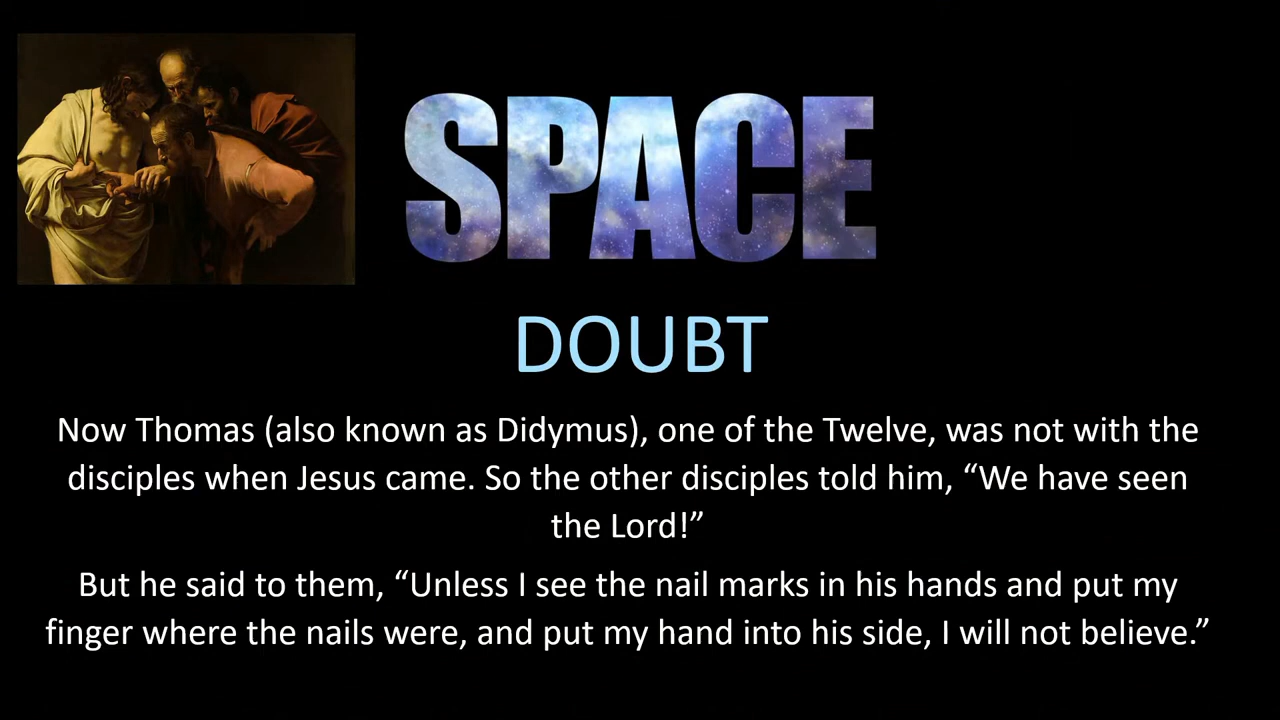 SPACE
DOUBT
Now Thomas (also known as Didymus), one of the Twelve, was not with the
disciples when Jesus came. So the other disciples told him, “We have seen
the Lord!”
But he said to them, “Unless I see the nail marks in his hands and put my
finger where the nails were, and put my hand into his side, I will not believe.”